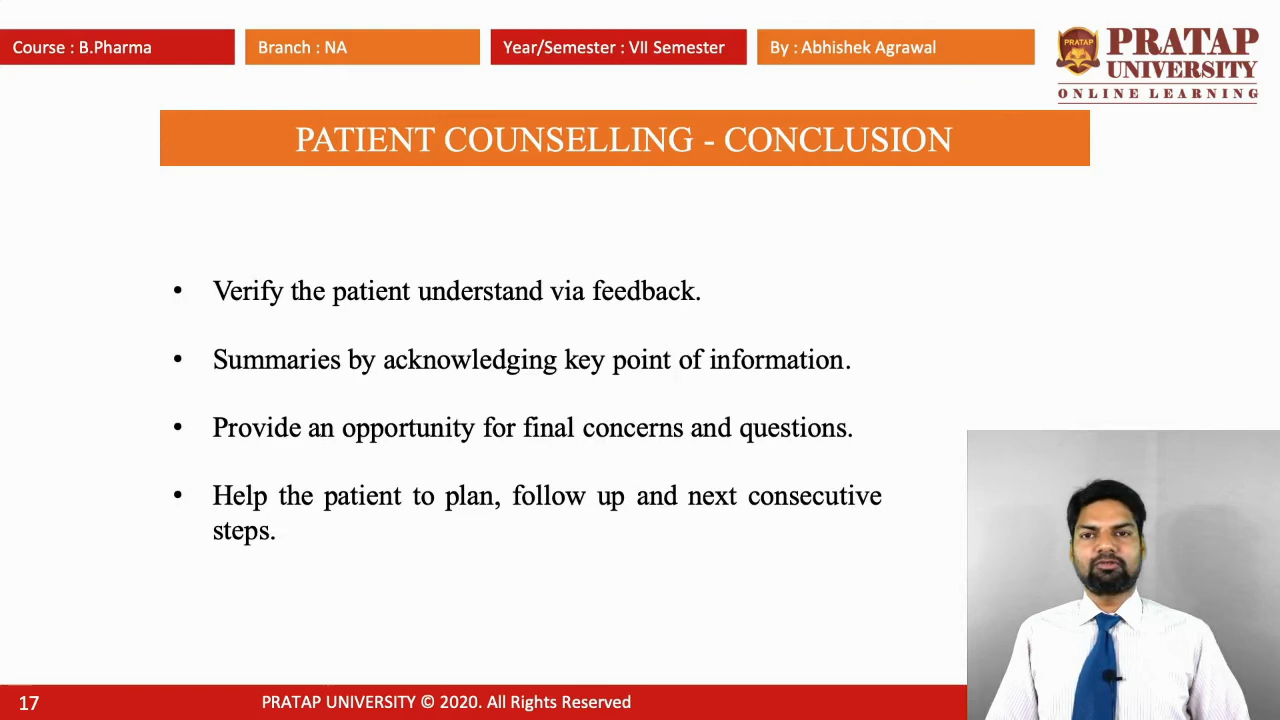 Course : B.Pharma
Branch : NA
Year/Semester : VII Semester
By : Abhishek Agrawal
PRATAP
PRATAP
UNIVERSITY
ONLINE LEARNING
PATIENT COUNSELLING - CONCLUSION
• Verify the patient understand via feedback.
• Summaries by acknowledging key point of information.
• Provide an opportunity for final concerns and questions.
• Help the patient to plan, follow up and next consecutive
steps.
17
PRATAP UNIVERSITY © 2020. All Rights Reserved